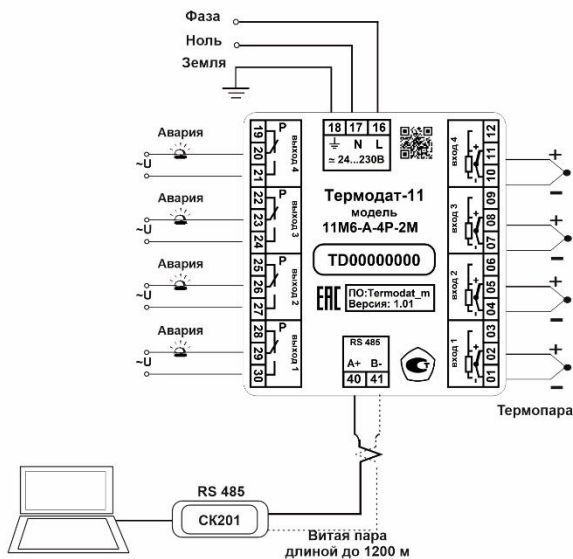 Фаза
Ноль
Земля
18 17 16
N L
≂ 24...230В
Термодат-11
модель
11М6-А-4Р-2М
TD00000000
EAC
ПО:Termodat_m
Версия: 1.01
RS 485
A+ B-
40 41
Авария
~U
19
20
21
P
выход 4
Авария
~U
22
23
24
P
выход 3
Авария
~U
25
26
27
P
выход 2
Авария
~U
28
29
30
P
выход 1
12
11
10
вход 4
+
−
09
08
07
вход 3
+
−
06
05
04
вход 2
+
−
03
02
01
вход 1
+
−
Термопара
RS 485
СК201
Витая пара
длиной до 1200 м